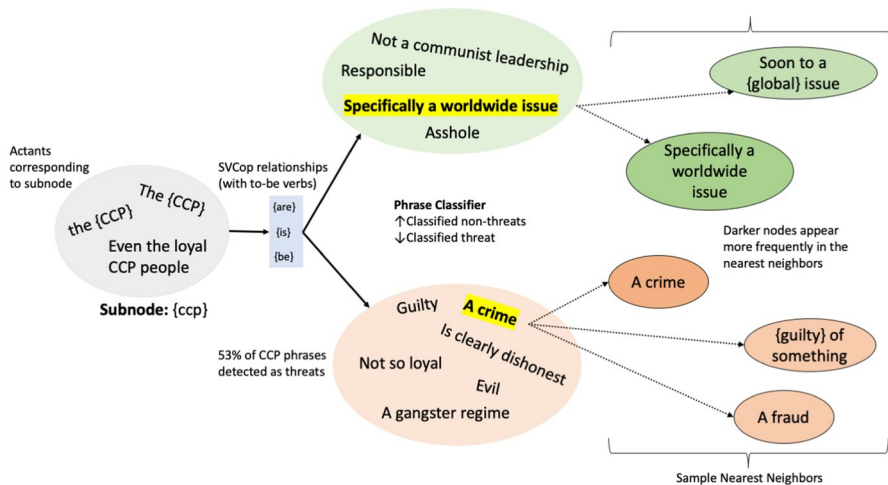 Actants
corresponding
to subnode
The {CCP}
the {CCP}
Even the loyal
CCP people
Subnode: {ccp}
SVCop relationships
(with to-be verbs)
{are}
{is}
{be}
Not a communist leadership
Responsible
Specifically a worldwide issue
Asshole
Phrase Classifier
↑Classified non-threats
↓Classified threat
53% of CCP phrases
detected as threats
Guilty
A crime
Is clearly dishonest
Not so loyal
Evil
A gangster regime
Soon to a
{global} issue
Specifically a
worldwide
issue
Darker nodes appear
more frequently in the
nearest neighbors
A crime
{guilty} of
something
A fraud
Sample Nearest Neighbors